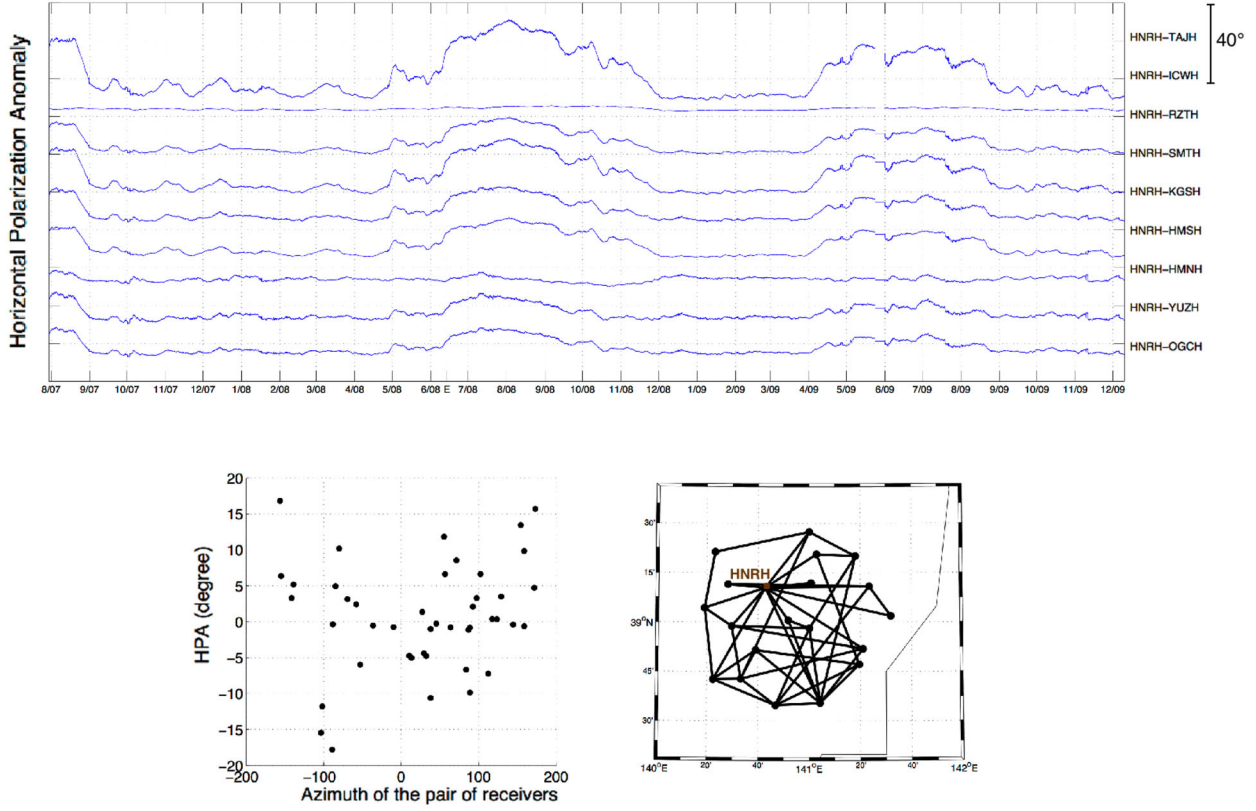 Horizontal Polarization Anomaly
HNRH-TAJH
HNRH-ICWH
HNRH-RZTH
HNRH-SMTH
HNRH-KGSH
HNRH-HMSH
HNRH-HMNH
HNRH-YUZH
HNRH-OGCH
40°
8/07 9/07 10/07 11/07 12/07 1/08 2/08 3/08 4/08 5/08 6/08 E 7/08 8/08 9/08 10/08 11/08 12/08 1/09 2/09 3/09 4/09 5/09 6/09 7/09 8/09 9/09 10/09 11/09 12/09
HPA (degree)
20
15
10
5
0
−5
−10
−15
−20
−200 −100 0 100 200
Azimuth of the pair of receivers
HNRH
30'
15'
39°N
45'
30'
140°E 20' 40' 141°E 20' 40' 142°E